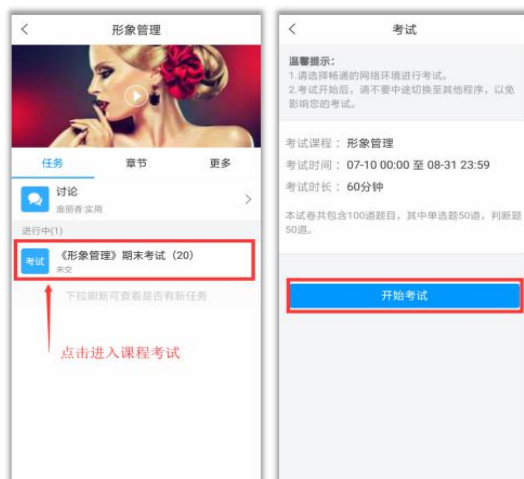 形象管理
任务
章节
更多
讨论
施丽香:实用
进行中(1)
考试
《形象管理》期末考试（20）
未交
下拉刷新可查看是否有新任务
点击进入课程考试
考试
温馨提示：
1.请选择畅通的网络环境进行考试。
2.考试开始后，请不要中途切换至其他程序，以免
影响您的考试。
考试课程：形象管理
考试时间：07-10 00:00 至 08-31 23:59
考试时长：60分钟
本试卷共包含100道题目，其中单选题50道，判断题
50道。
开始考试